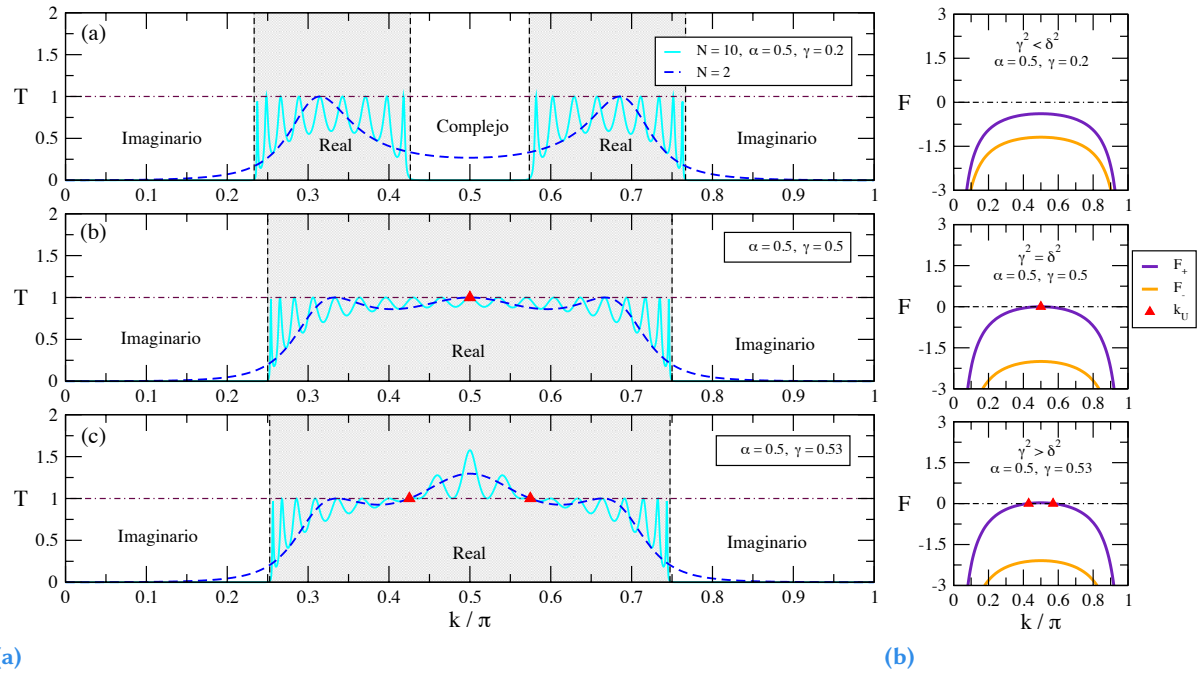 (a)
N = 10, α = 0.5, γ = 0.2
N = 2
T
Imaginario
Real
Complejo
Real
Imaginario
2
1.5
1
0.5
0
0 0.1 0.2 0.3 0.4 0.5 0.6 0.7 0.8 0.9 1
(b)
α = 0.5, γ = 0.5
T
Imaginario
Real
Imaginario
2
1.5
1
0.5
0
0 0.1 0.2 0.3 0.4 0.5 0.6 0.7 0.8 0.9 1
(c)
α = 0.5, γ = 0.53
T
Imaginario
Real
Imaginario
2
1.5
1
0.5
0
0 0.1 0.2 0.3 0.4 0.5 0.6 0.7 0.8 0.9 1
k / π
γ² < δ²
α = 0.5, γ = 0.2
F
3
1.5
0
-1.5
-3
0 0.2 0.4 0.6 0.8 1
γ² = δ²
α = 0.5, γ = 0.5
F
3
1.5
0
-1.5
-3
0 0.2 0.4 0.6 0.8 1
F₊
F₋
k_U
γ² > δ²
α = 0.5, γ = 0.53
F
3
1.5
0
-1.5
-3
0 0.2 0.4 0.6 0.8 1
k / π
(b)